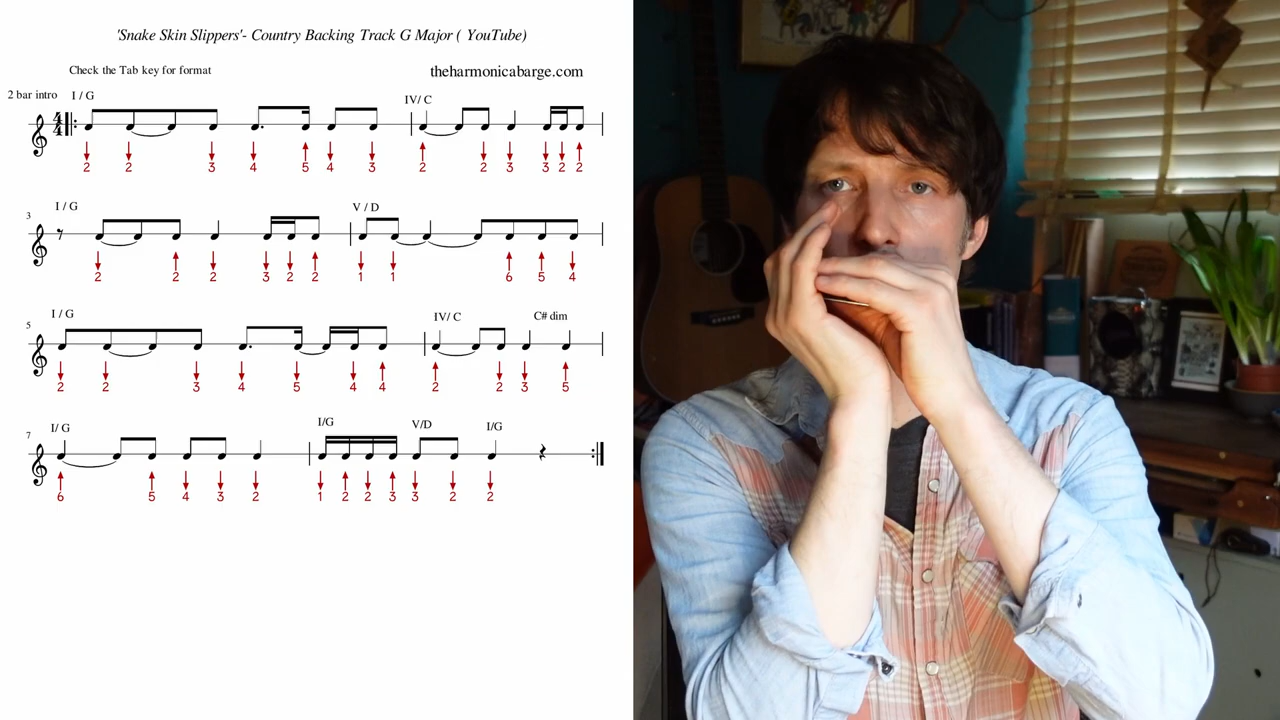 'Snake Skin Slippers'- Country Backing Track G Major ( YouTube)
Check the Tab key for format
theharmonicabarge.com
2 bar intro
I / G
IV/ C
4
4
2 2 3 4 5 4 3 2 2 3 3 2 2
3
I / G
V / D
2 2 2 3 2 2 1 1 6 5 4
5
I / G
IV/ C
C# dim
2 2 3 4 5 4 4 2 2 3 5
7
I/ G
I/G
V/D
I/G
6 5 4 3 2 1 2 2 3 3 2 2